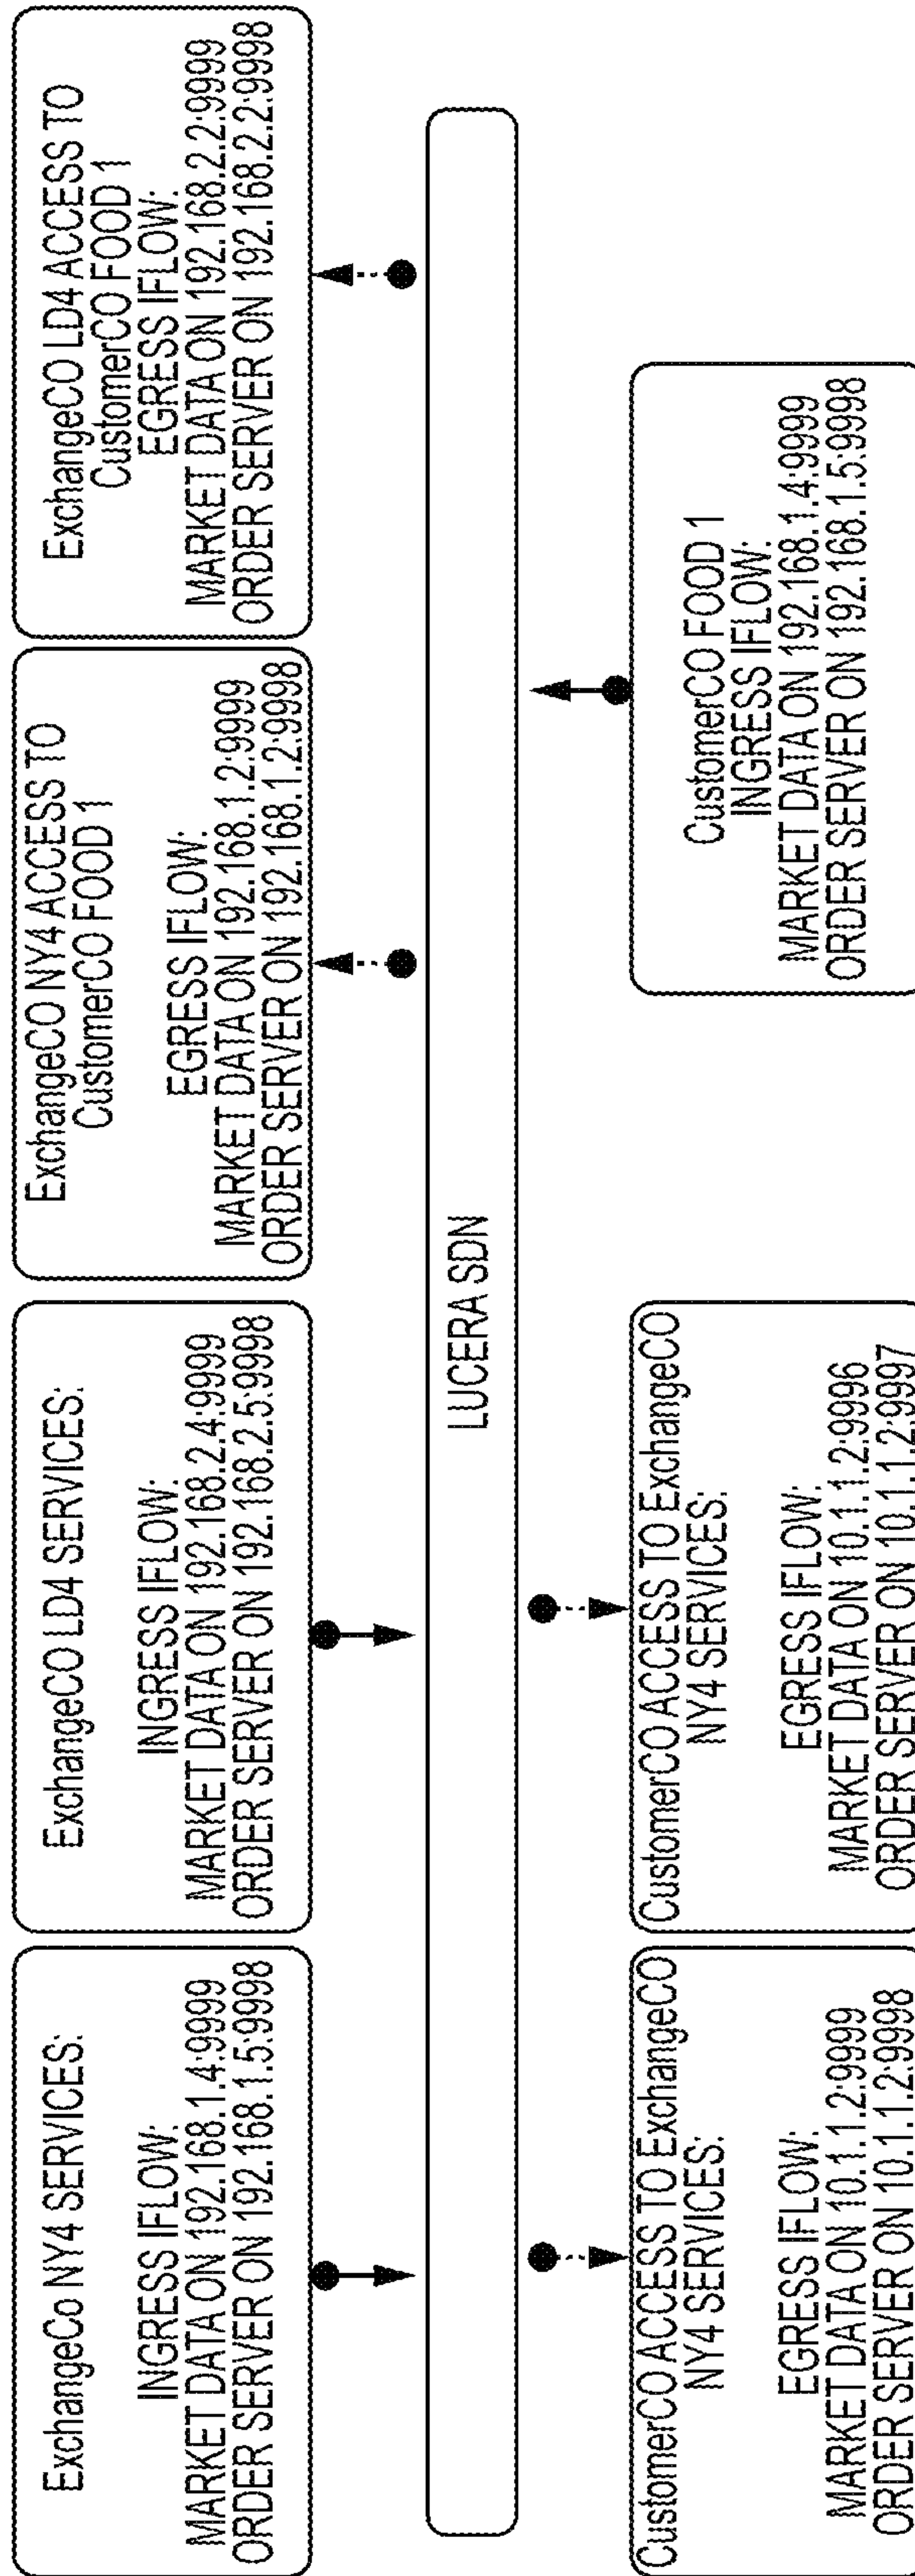 ExchangeCo NY4 SERVICES:
INGRESS IFLOW:
MARKET DATA ON 192.168.1.4:9999
ORDER SERVER ON 192.168.1.5:9998
ExchangeCO LD4 SERVICES:
INGRESS IFLOW:
MARKET DATA ON 192.168.2.4:9999
ORDER SERVER ON 192.168.2.5:9998
ExchangeCO NY4 ACCESS TO
CustomerCO FOOD 1
EGRESS IFLOW:
MARKET DATA ON 192.168.1.2:9999
ORDER SERVER ON 192.168.1.2:9998
ExchangeCO LD4 ACCESS TO
CustomerCO FOOD 1
EGRESS IFLOW:
MARKET DATA ON 192.168.2.2:9999
ORDER SERVER ON 192.168.2.2:9998
LUCERA SDN
CustomerCO ACCESS TO ExchangeCO
NY4 SERVICES:
EGRESS IFLOW:
MARKET DATA ON 10.1.1.2:9999
ORDER SERVER ON 10.1.1.2:9998
CustomerCO ACCESS TO ExchangeCO
NY4 SERVICES:
EGRESS IFLOW:
MARKET DATA ON 10.1.1.2:9996
ORDER SERVER ON 10.1.1.2:9997
CustomerCO FOOD 1
INGRESS IFLOW:
MARKET DATA ON 192.168.1.4:9999
ORDER SERVER ON 192.168.1.5:9998